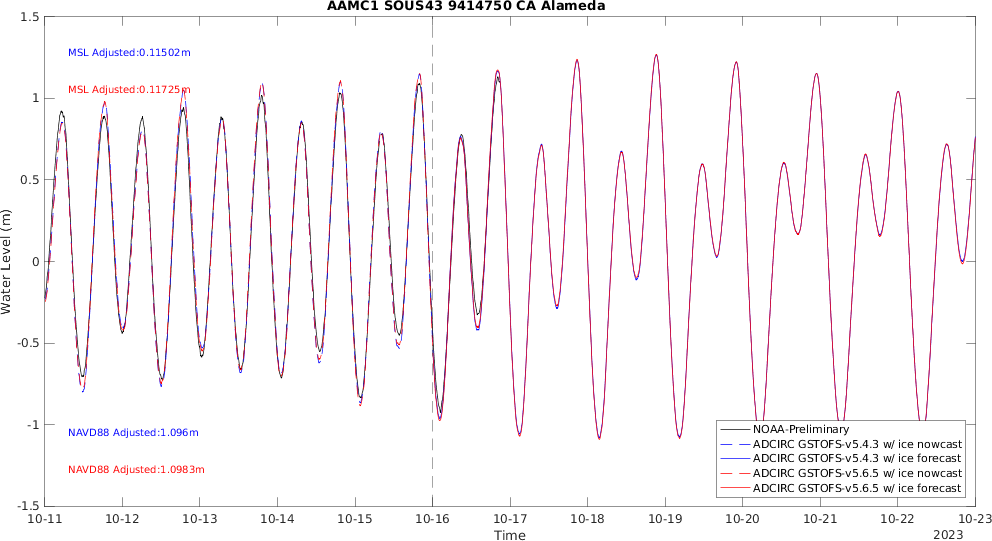 AAMC1 SOUS43 9414750 CA Alameda
Water Level (m)
1.5
1
0.5
0
-0.5
-1
-1.5
MSL Adjusted:0.11502m
MSL Adjusted:0.11725m
NAVD88 Adjusted:1.096m
NAVD88 Adjusted:1.0983m
NOAA-Preliminary
ADCIRC GSTOFS-v5.4.3 w/ ice nowcast
ADCIRC GSTOFS-v5.4.3 w/ ice forecast
ADCIRC GSTOFS-v5.6.5 w/ ice nowcast
ADCIRC GSTOFS-v5.6.5 w/ ice forecast
10-11 10-12 10-13 10-14 10-15 10-16 10-17 10-18 10-19 10-20 10-21 10-22 10-23
Time
2023